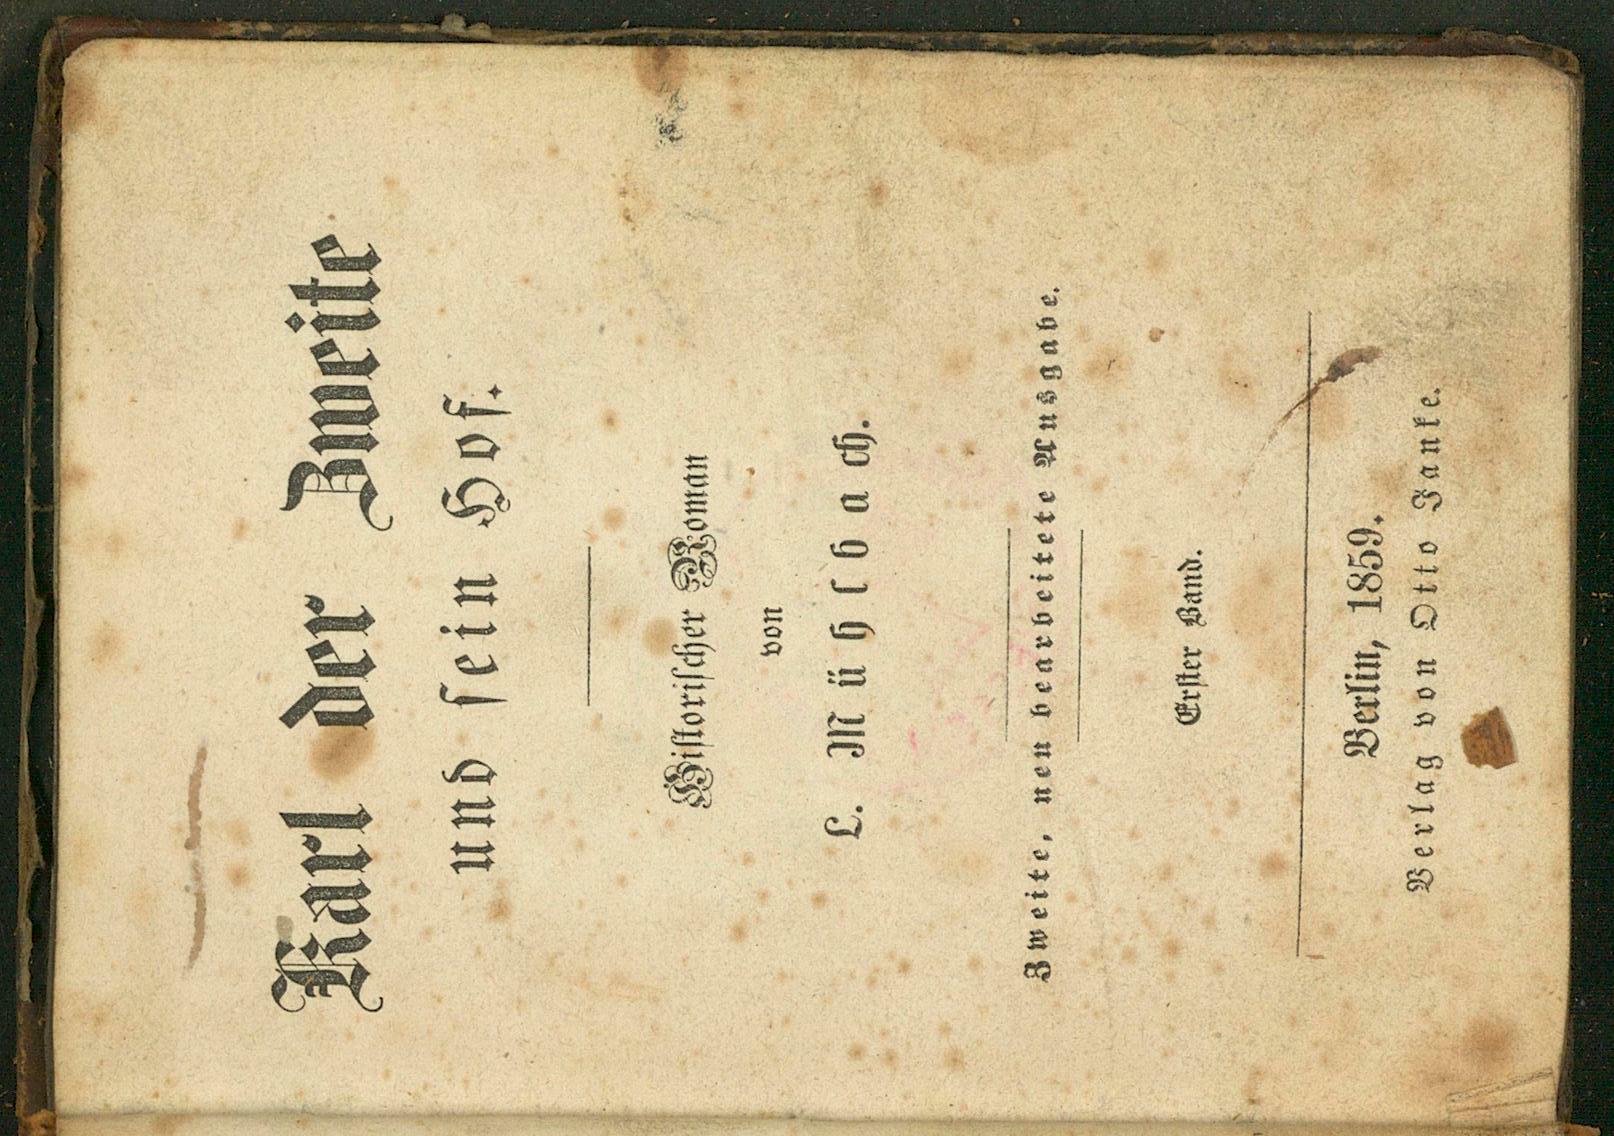 Karl der Zweite
und sein Hof.
Historischer Roman
von
L. Mühlbach.
Zweite, neu bearbeitete Ausgabe.
Erster Band.
Berlin, 1859.
Verlag von Otto Janke.